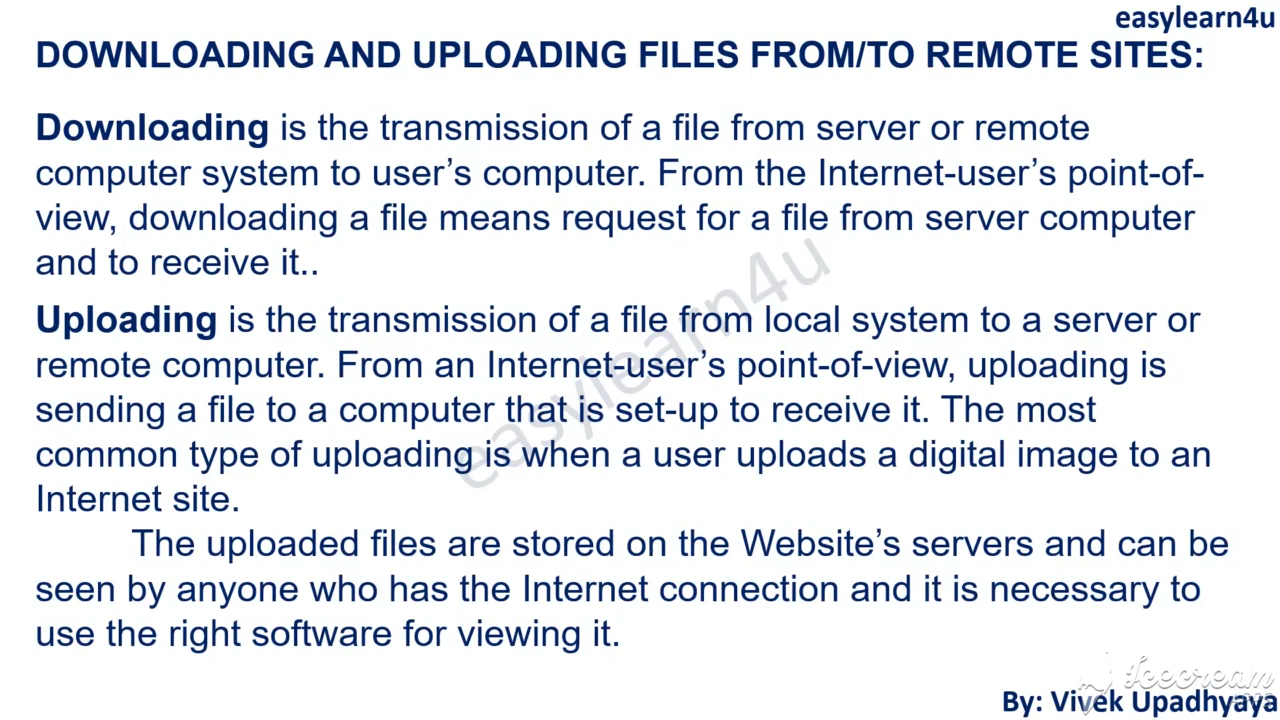 easylearn4u
DOWNLOADING AND UPLOADING FILES FROM/TO REMOTE SITES:
Downloading is the transmission of a file from server or remote
computer system to user’s computer. From the Internet-user’s point-of-
view, downloading a file means request for a file from server computer
and to receive it..
Uploading is the transmission of a file from local system to a server or
remote computer. From an Internet-user’s point-of-view, uploading is
sending a file to a computer that is set-up to receive it. The most
common type of uploading is when a user uploads a digital image to an
Internet site.
The uploaded files are stored on the Website’s servers and can be
seen by anyone who has the Internet connection and it is necessary to
use the right software for viewing it.
easylearn4u
Icecream
APPS
By: Vivek Upadhyaya